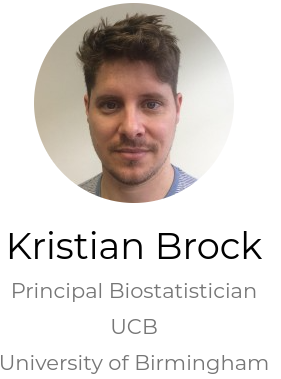 Kristian Brock
Principal Biostatistician
UCB
University of Birmingham